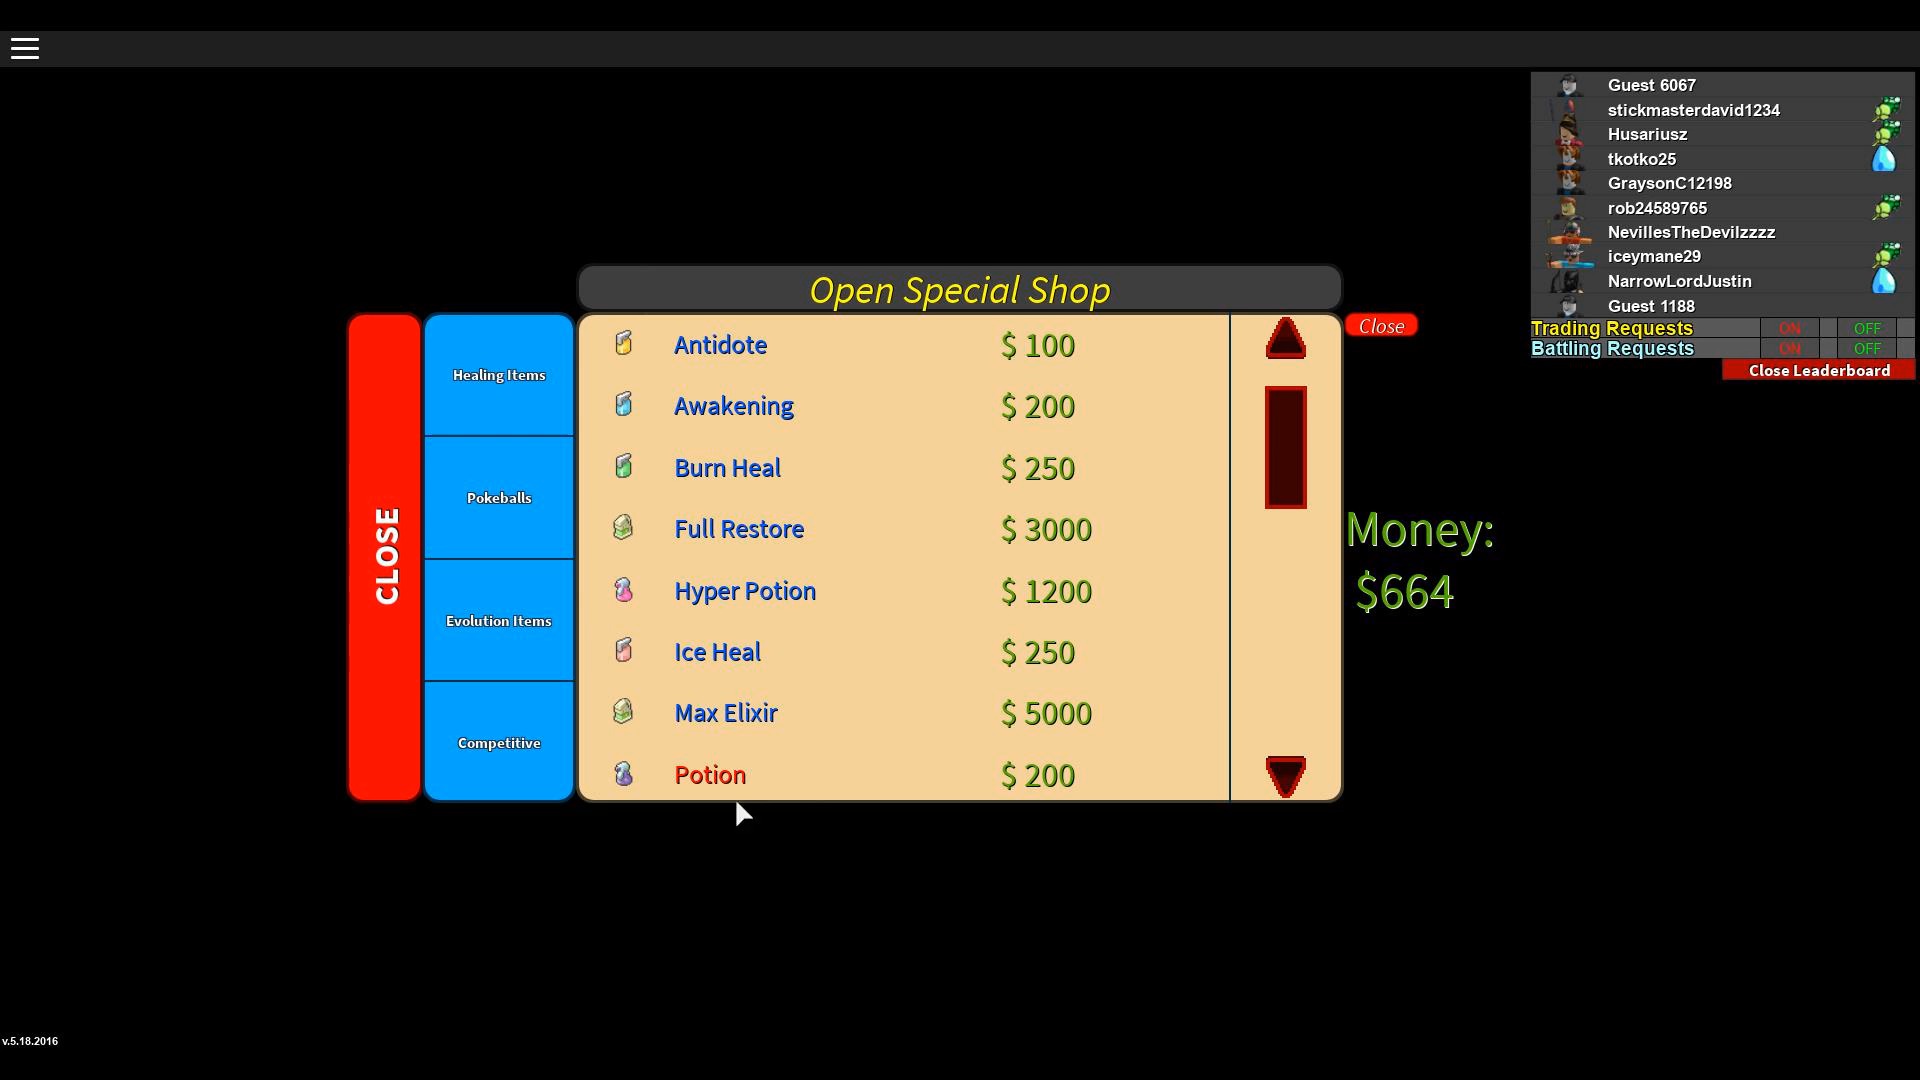 Guest 6067
stickmasterdavid1234
Husariusz
tkotko25
GraysonC12198
rob24589765
NevillesTheDevilzzzz
iceymane29
NarrowLordJustin
Guest 1188
Trading Requests ON OFF
Battling Requests ON OFF
Close Leaderboard
Open Special Shop
Close
CLOSE
Healing Items
Pokeballs
Evolution Items
Competitive
Antidote $ 100
Awakening $ 200
Burn Heal $ 250
Full Restore $ 3000
Hyper Potion $ 1200
Ice Heal $ 250
Max Elixir $ 5000
Potion $ 200
Money:
$664
v.5.18.2016